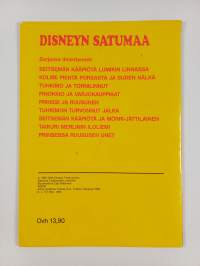 DISNEYN SATUMAA
Sarjassa ilmestyneet:
SEITSEMÄN KÄÄPIÖTÄ LUMIKIN LINNASSA
KOLME PIENTÄ PORSASTA JA SUDEN NÄLKÄ
TUHKIMO JA TORNILINNUT
PINOKKIO JA VARJOKAUPPIAAT
PRINSSI JA RUUSUNEN
TUHKIMON TURVONNUT JALKA
SEITSEMÄN KÄÄPIÖTÄ JA MÖRKI-JÄTTILÄINEN
TAIKURI MERLININ ILOLIEMI
PRINSESSA RUUSUSEN UNET
Ovh 13,90